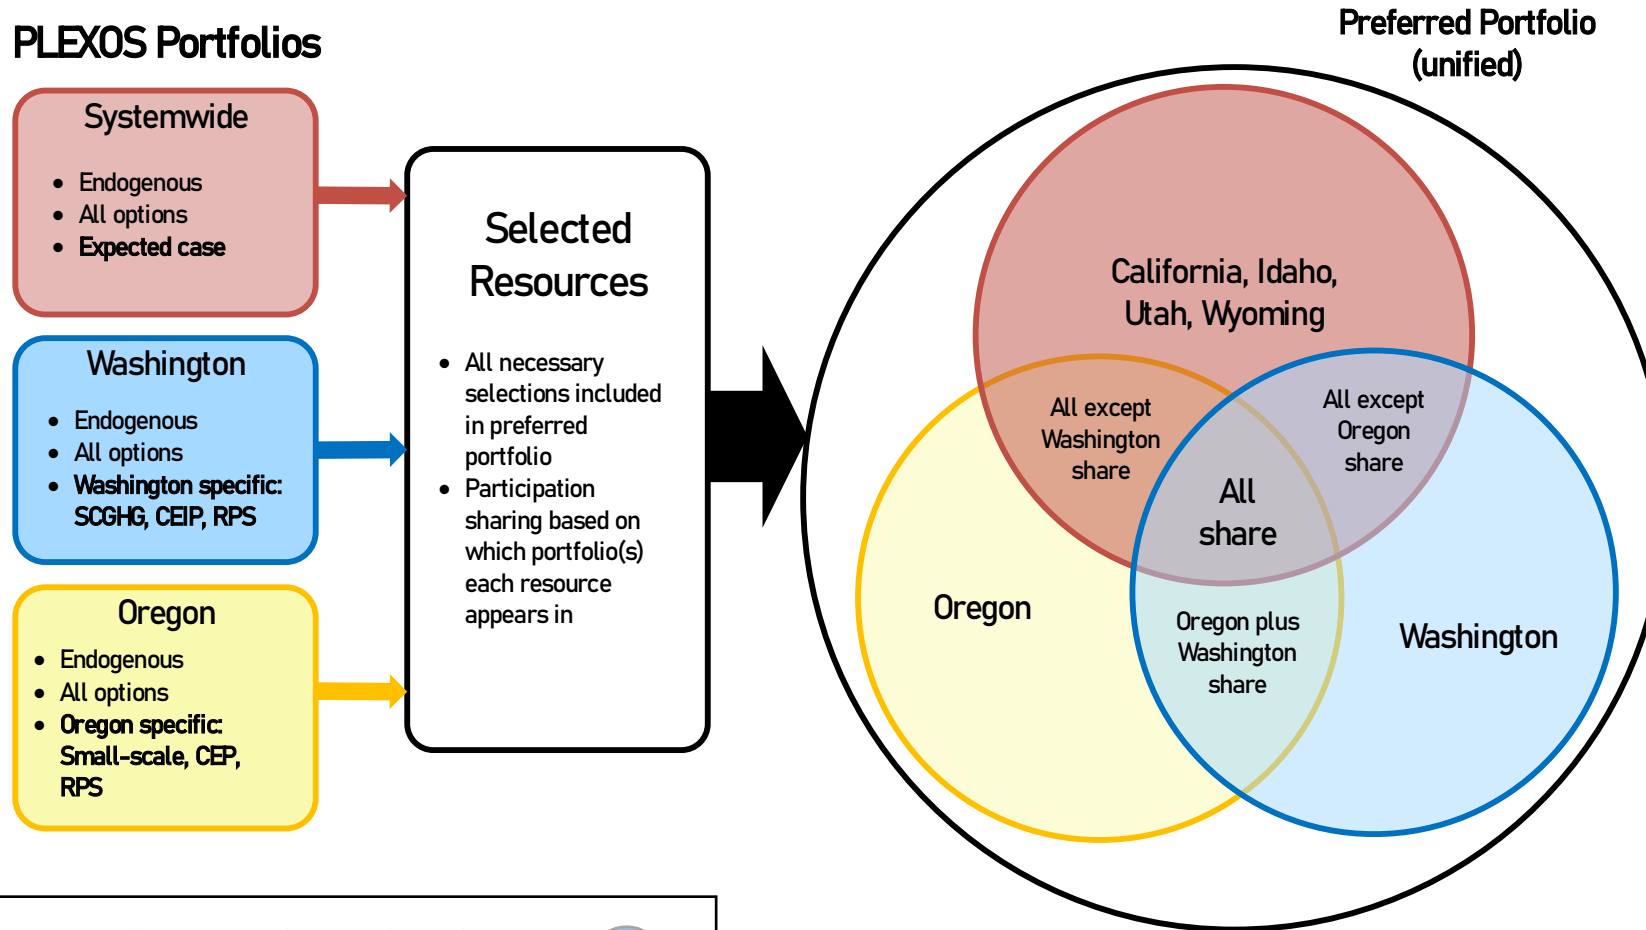 PLEXOS Portfolios
Systemwide
• Endogenous
• All options
• Expected case
Washington
• Endogenous
• All options
• Washington specific:
SCGHG, CEIP, RPS
Oregon
• Endogenous
• All options
• Oregon specific:
Small-scale, CEP,
RPS
Selected
Resources
• All necessary
selections included
in preferred
portfolio
• Participation
sharing based on
which portfolio(s)
each resource
appears in
Preferred Portfolio
(unified)
California, Idaho,
Utah, Wyoming
All except
Washington
share
All except
Oregon
share
All
share
Oregon
Oregon plus
Washington
share
Washington